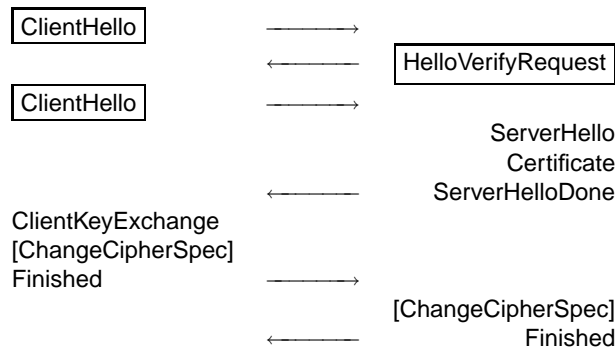 ClientHello
HelloVerifyRequest
ClientHello
ServerHello
Certificate
ServerHelloDone
ClientKeyExchange
[ChangeCipherSpec]
Finished
[ChangeCipherSpec]
Finished